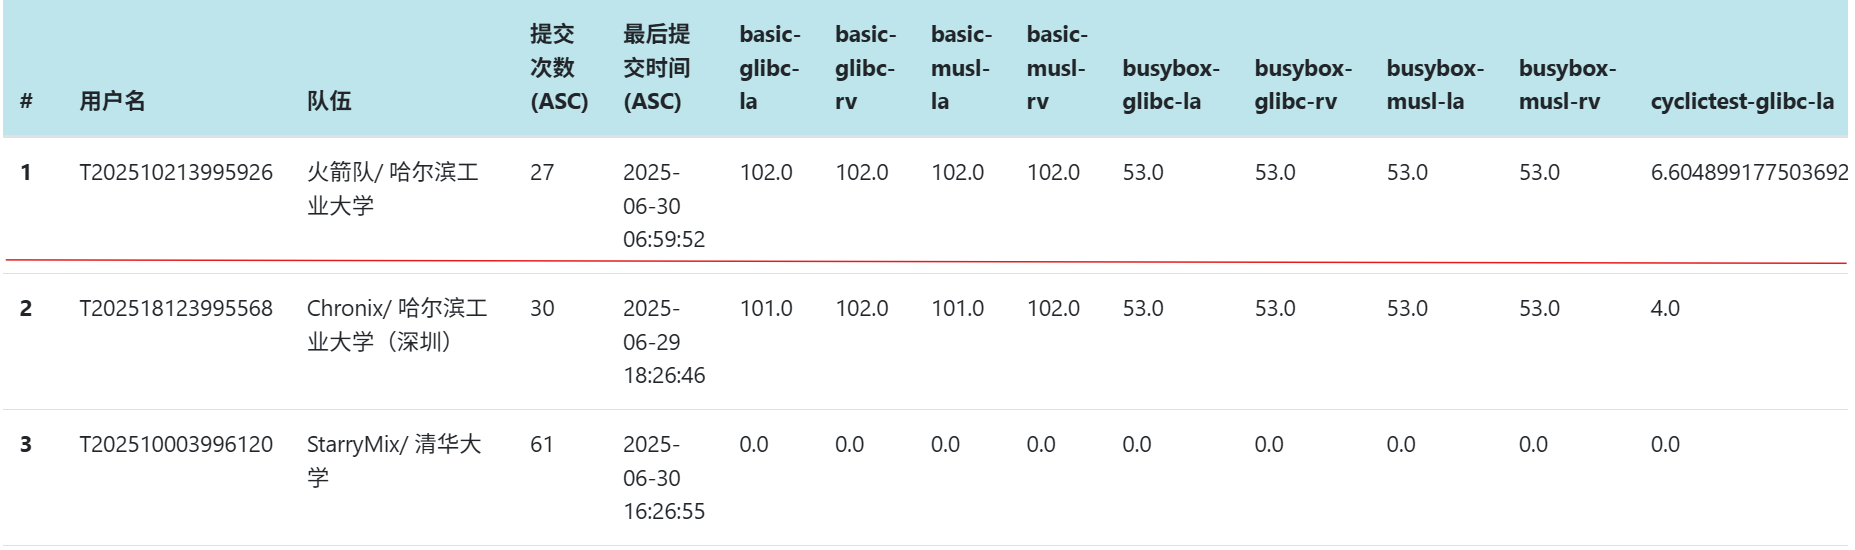 # 用户名 队伍 提交次数(ASC) 最后提交时间(ASC) basic-glibc-la basic-glibc-rv basic-musl-la basic-musl-rv busybox-glibc-la busybox-glibc-rv busybox-musl-la busybox-musl-rv cyclictest-glibc-la
1 T202510213995926 火箭队/ 哈尔滨工业大学 27 2025-06-30 06:59:52 102.0 102.0 102.0 102.0 53.0 53.0 53.0 53.0 6.604899177503692
2 T202518123995568 Chronix/ 哈尔滨工业大学（深圳） 30 2025-06-29 18:26:46 101.0 102.0 101.0 102.0 53.0 53.0 53.0 53.0 4.0
3 T202510003996120 StarryMix/ 清华大学 61 2025-06-30 16:26:55 0.0 0.0 0.0 0.0 0.0 0.0 0.0 0.0 0.0